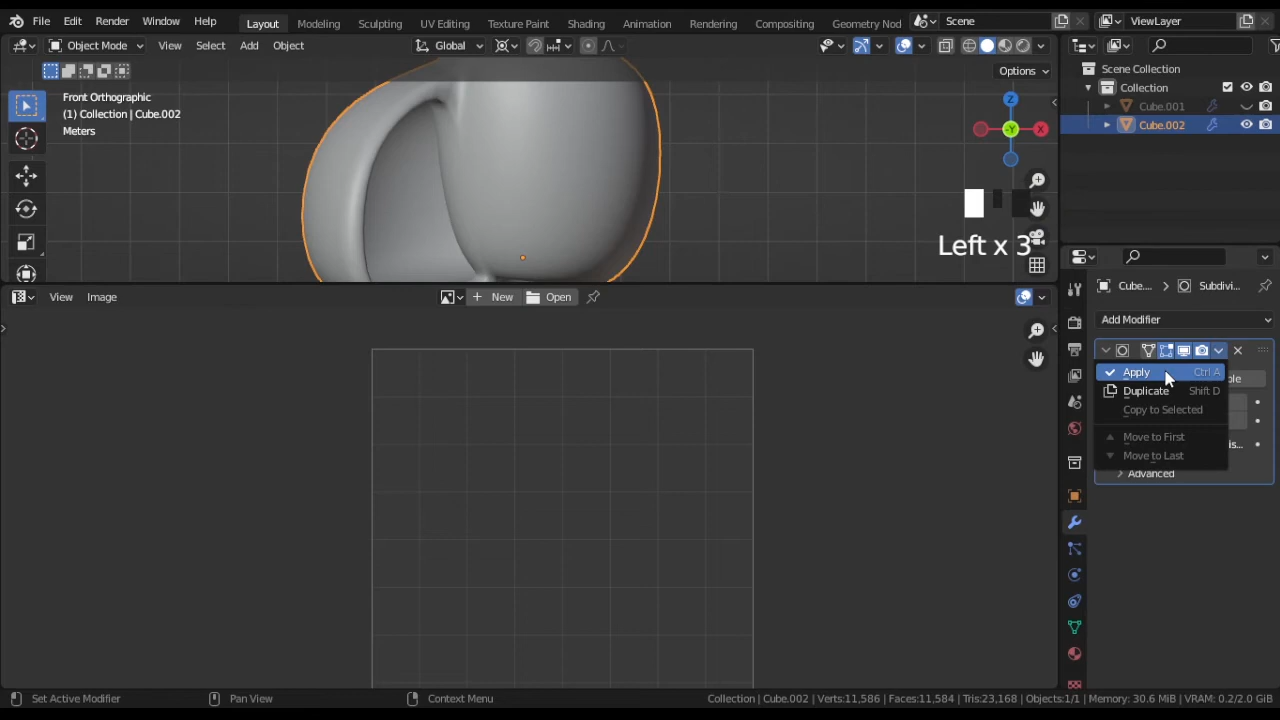 File Edit Render Window Help Layout Modeling Sculpting UV Editing Texture Paint Shading Animation Rendering Compositing Geometry Nod Scene ViewLayer
Object Mode View Select Add Object Global
Options
Front Orthographic
(1) Collection | Cube.002
Meters
Z
-Y
X
Left x 3
Scene Collection
Collection
Cube.001
Cube.002
View Image New Open
Cube.... Subdivi...
Add Modifier
Apply Ctrl A
Duplicate Shift D
Copy to Selected
Move to First
Move to Last
Advanced
Set Active Modifier Pan View Context Menu Collection | Cube.002 | Verts:11,586 | Faces:11,584 | Tris:23,168 | Objects:1/1 | Memory: 30.6 MiB | VRAM: 0.2/2.0 GiB